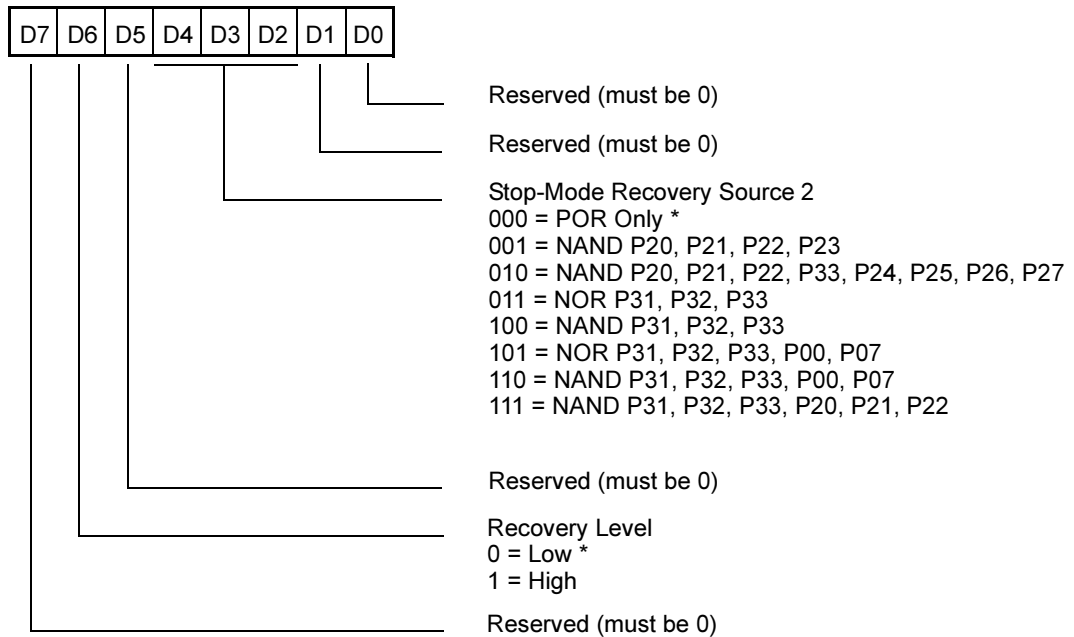 D7 D6 D5 D4 D3 D2 D1 D0
Reserved (must be 0)
Reserved (must be 0)
Stop-Mode Recovery Source 2
000 = POR Only *
001 = NAND P20, P21, P22, P23
010 = NAND P20, P21, P22, P33, P24, P25, P26, P27
011 = NOR P31, P32, P33
100 = NAND P31, P32, P33
101 = NOR P31, P32, P33, P00, P07
110 = NAND P31, P32, P33, P00, P07
111 = NAND P31, P32, P33, P20, P21, P22
Reserved (must be 0)
Recovery Level
0 = Low *
1 = High
Reserved (must be 0)